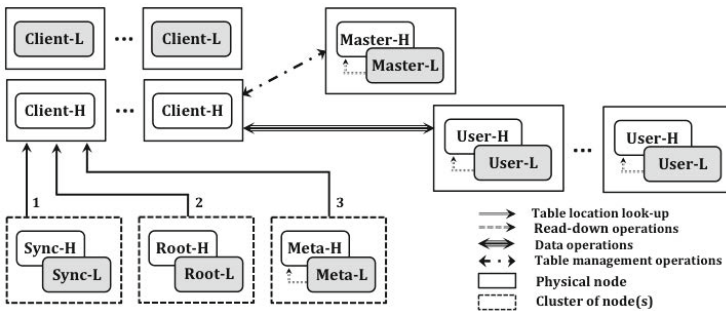 Client-L ... Client-L
Master-H
Master-L
Client-H ... Client-H
User-H ... User-H
User-L User-L
1 2 3
Sync-H Root-H Meta-H
Sync-L Root-L Meta-L
Table location look-up
Read-down operations
Data operations
Table management operations
Physical node
Cluster of node(s)